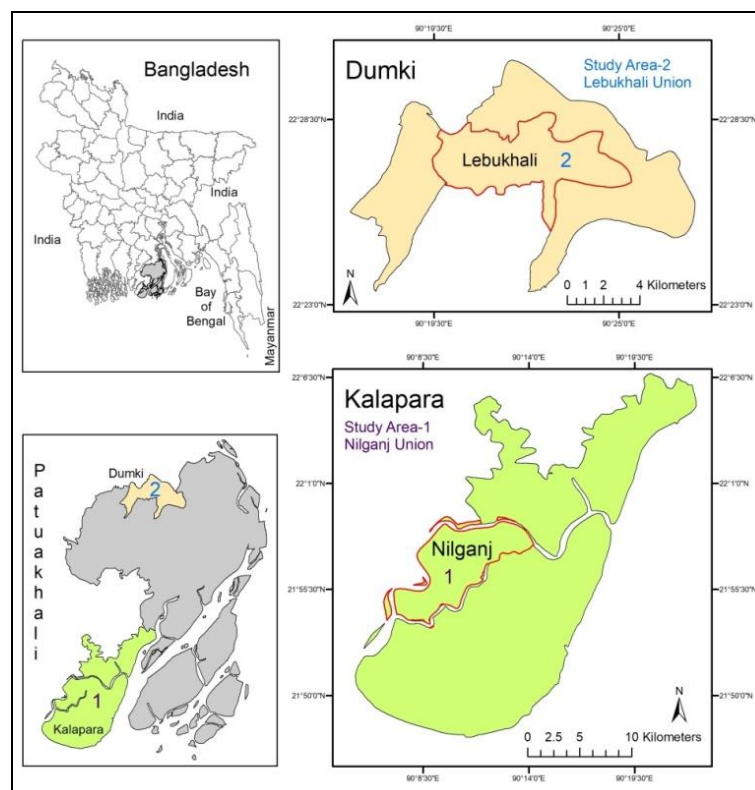 Bangladesh
India
India
India
Bay
of
Bengal
Mayanmar
90°19'30"E
90°25'0"E
Dumki
Study Area-2
Lebukhali Union
22°28'30"N
22°28'30"N
Lebukhali 2
N
0 1 2 4 Kilometers
22°23'0"N
22°23'0"N
90°19'30"E
90°25'0"E
Patuakhali
Dumki
2
1
Kalapara
90°8'30"E
90°14'0"E
90°19'30"E
22°6'30"N
22°6'30"N
Kalapara
Study Area-1
Nilganj Union
22°1'0"N
22°1'0"N
Nilganj
1
21°55'30"N
21°55'30"N
21°50'0"N
21°50'0"N
N
0 2.5 5 10 Kilometers
90°8'30"E
90°14'0"E
90°19'30"E